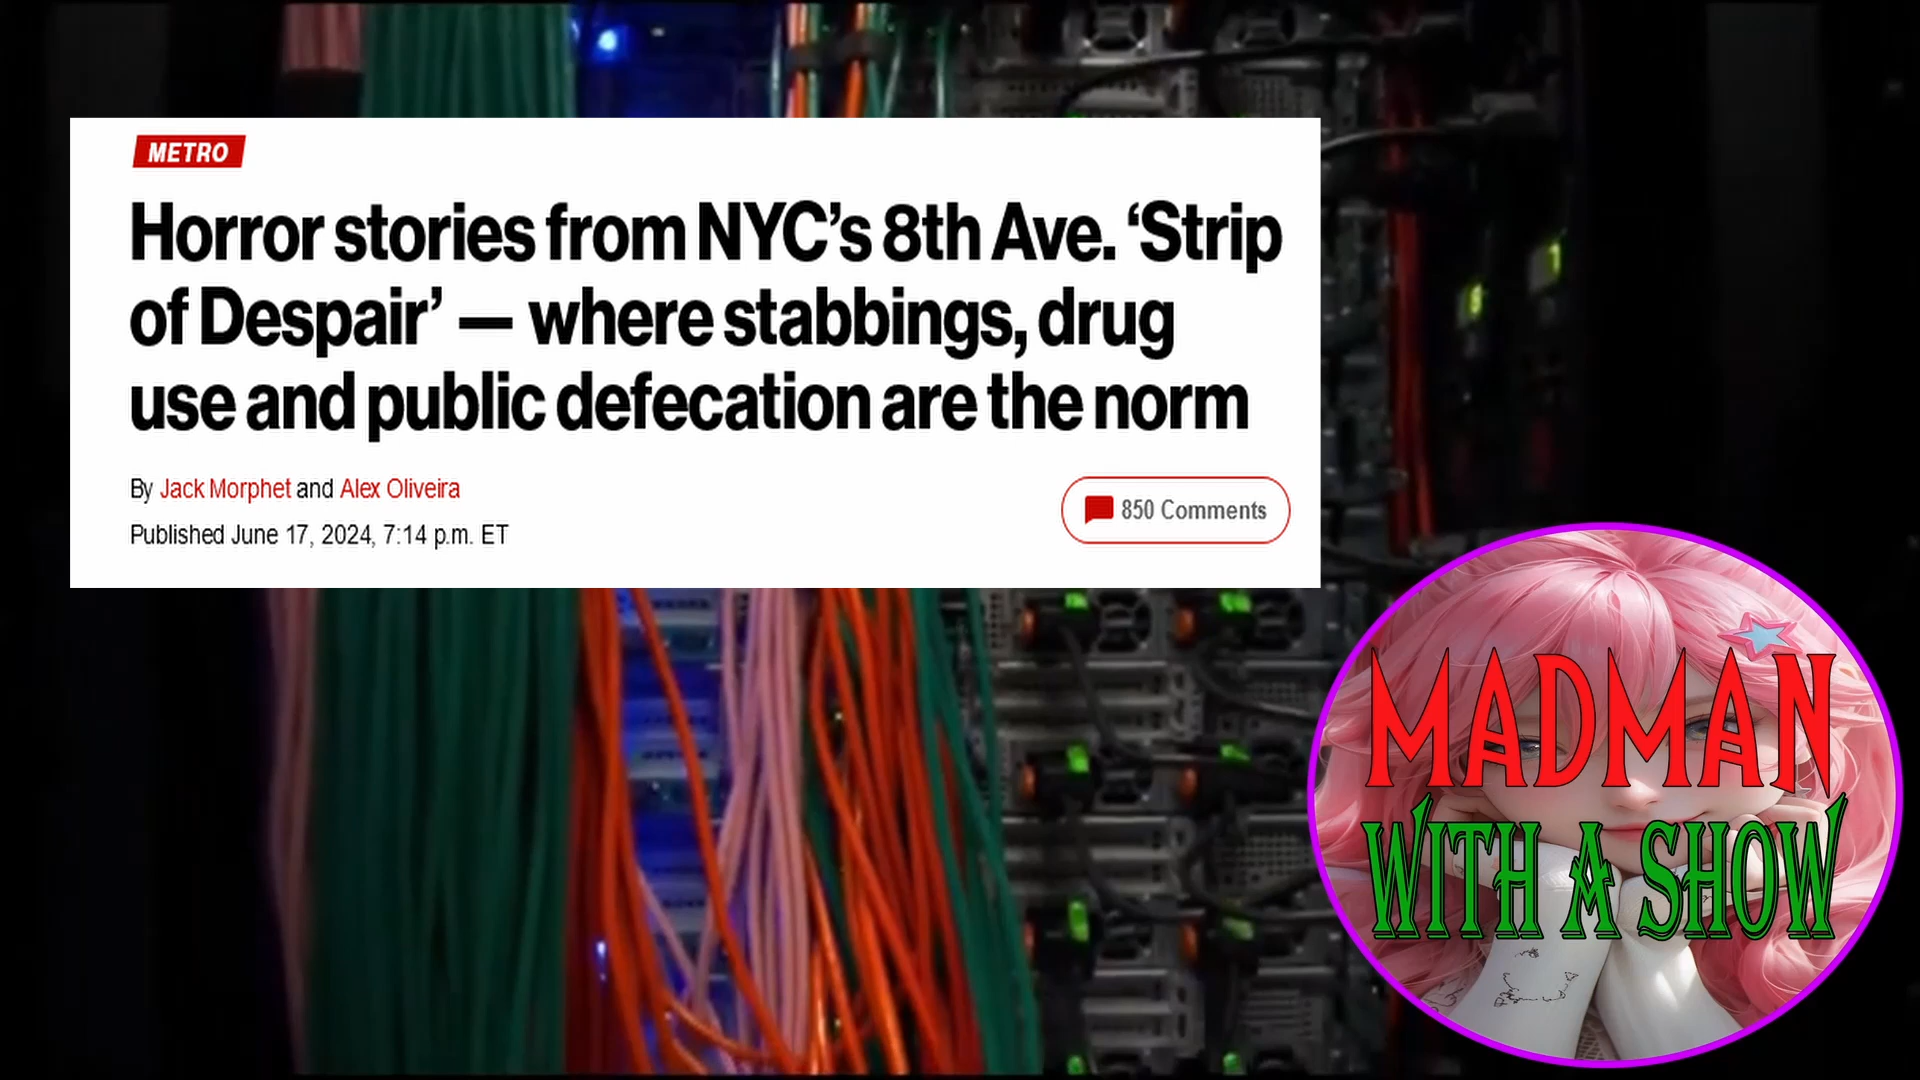 METRO
Horror stories from NYC’s 8th Ave. ‘Strip
of Despair’ — where stabbings, drug
use and public defecation are the norm
By Jack Morphet and Alex Oliveira
Published June 17, 2024, 7:14 p.m. ET
850 Comments
MADMAN
WITH A SHOW